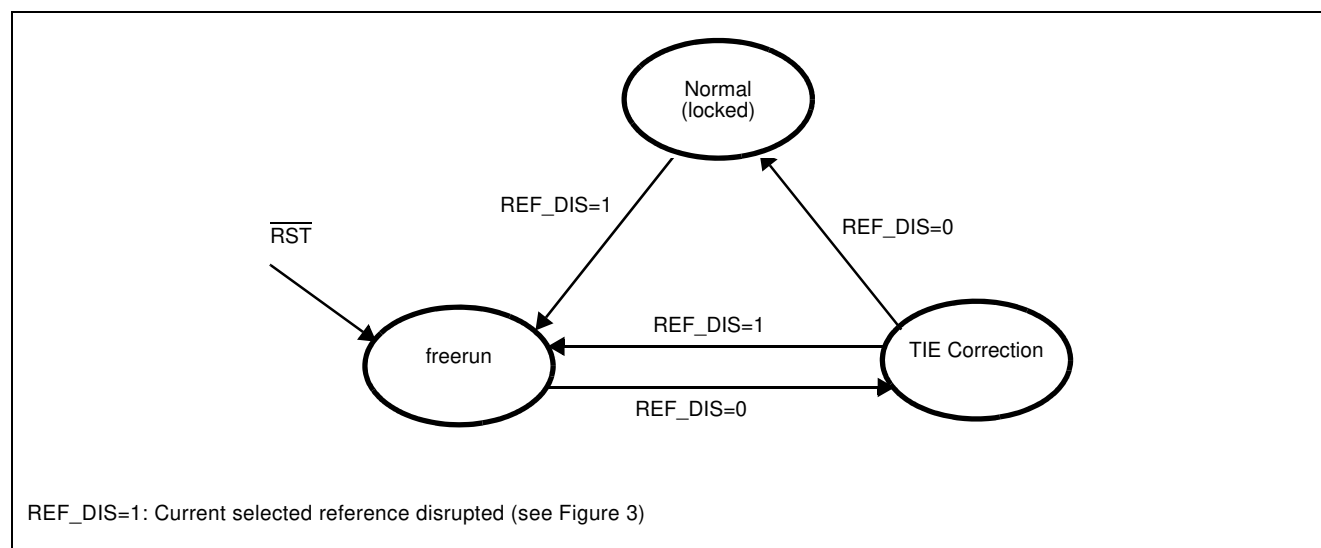 Normal
(locked)
REF_DIS=1
REF_DIS=0
RST
REF_DIS=1
freerun
TIE Correction
REF_DIS=0
REF_DIS=1: Current selected reference disrupted (see Figure 3)